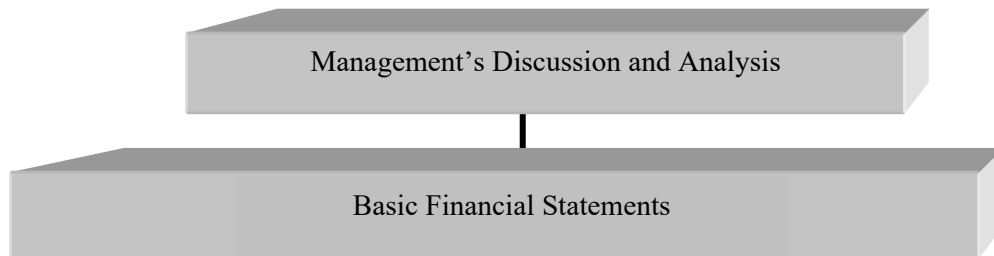 Management’s Discussion and Analysis
Basic Financial Statements